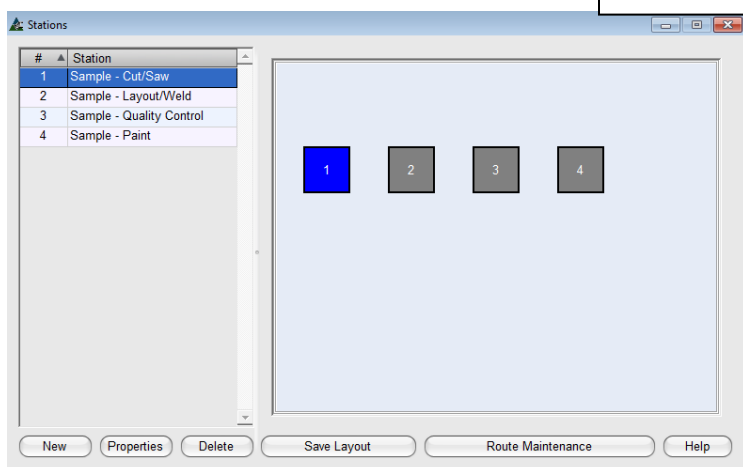 Stations
# Station
1 Sample - Cut/Saw
2 Sample - Layout/Weld
3 Sample - Quality Control
4 Sample - Paint
1 2 3 4
New Properties Delete Save Layout Route Maintenance Help